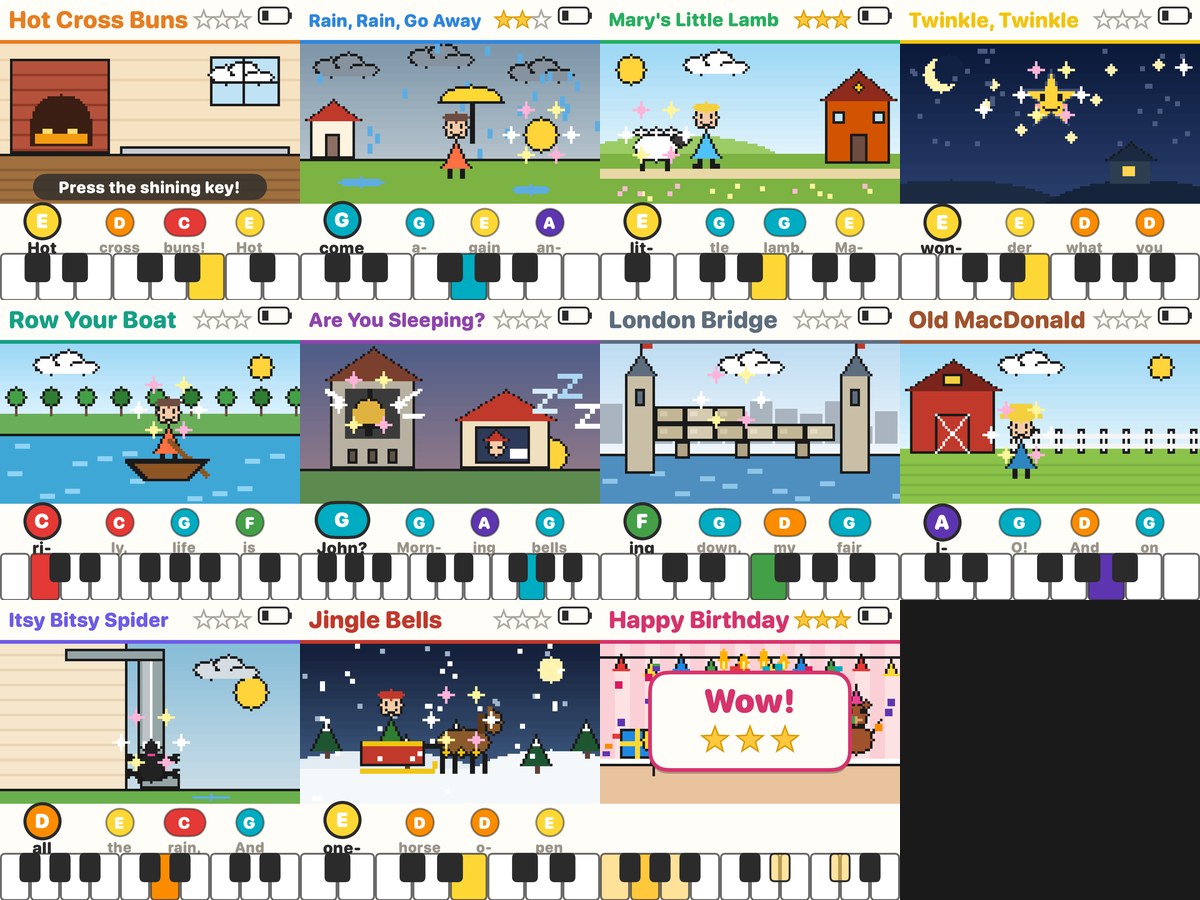 Hot Cross Buns
Press the shining key!
E D C E
Hot cross buns! Hot
Rain, Rain, Go Away
G G E A
come a- gain an-
Mary's Little Lamb
E G G E
lit- tle lamb, Ma-
Twinkle, Twinkle
E E D D
won- der what you
Row Your Boat
C C G F
ri- ly, life is
Are You Sleeping?
Z Z Z
G G A G
John? Morn- ing bells
London Bridge
F G D G
ing down, my fair
Old MacDonald
A G D G
I- O! And on
Itsy Bitsy Spider
D E C G
all the rain, And
Jingle Bells
E D D E
one- horse o- pen
Happy Birthday
Wow!